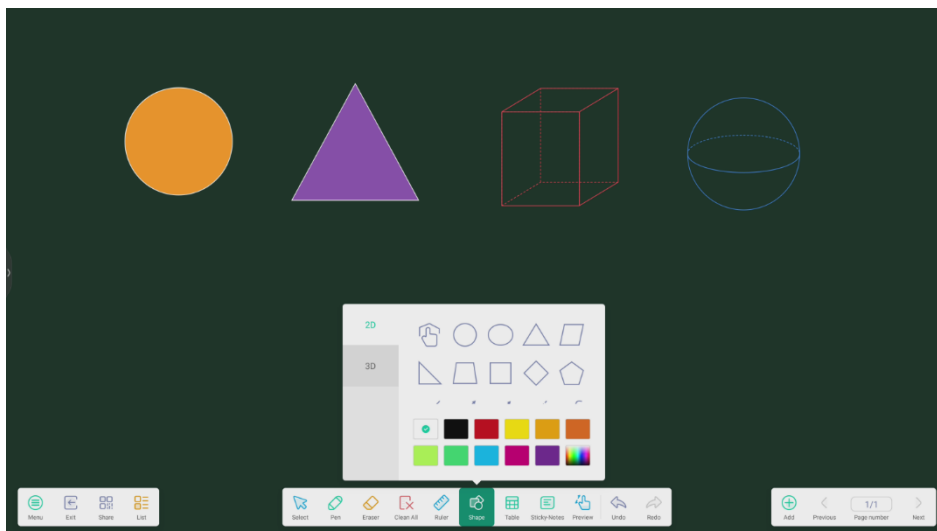 2D
3D
Menu
Exit
Share
List
Select
Pen
Eraser
Clean All
Ruler
Shape
Table
Sticky-Notes
Preview
Undo
Redo
Add
Previous
1/1
Page number
Next